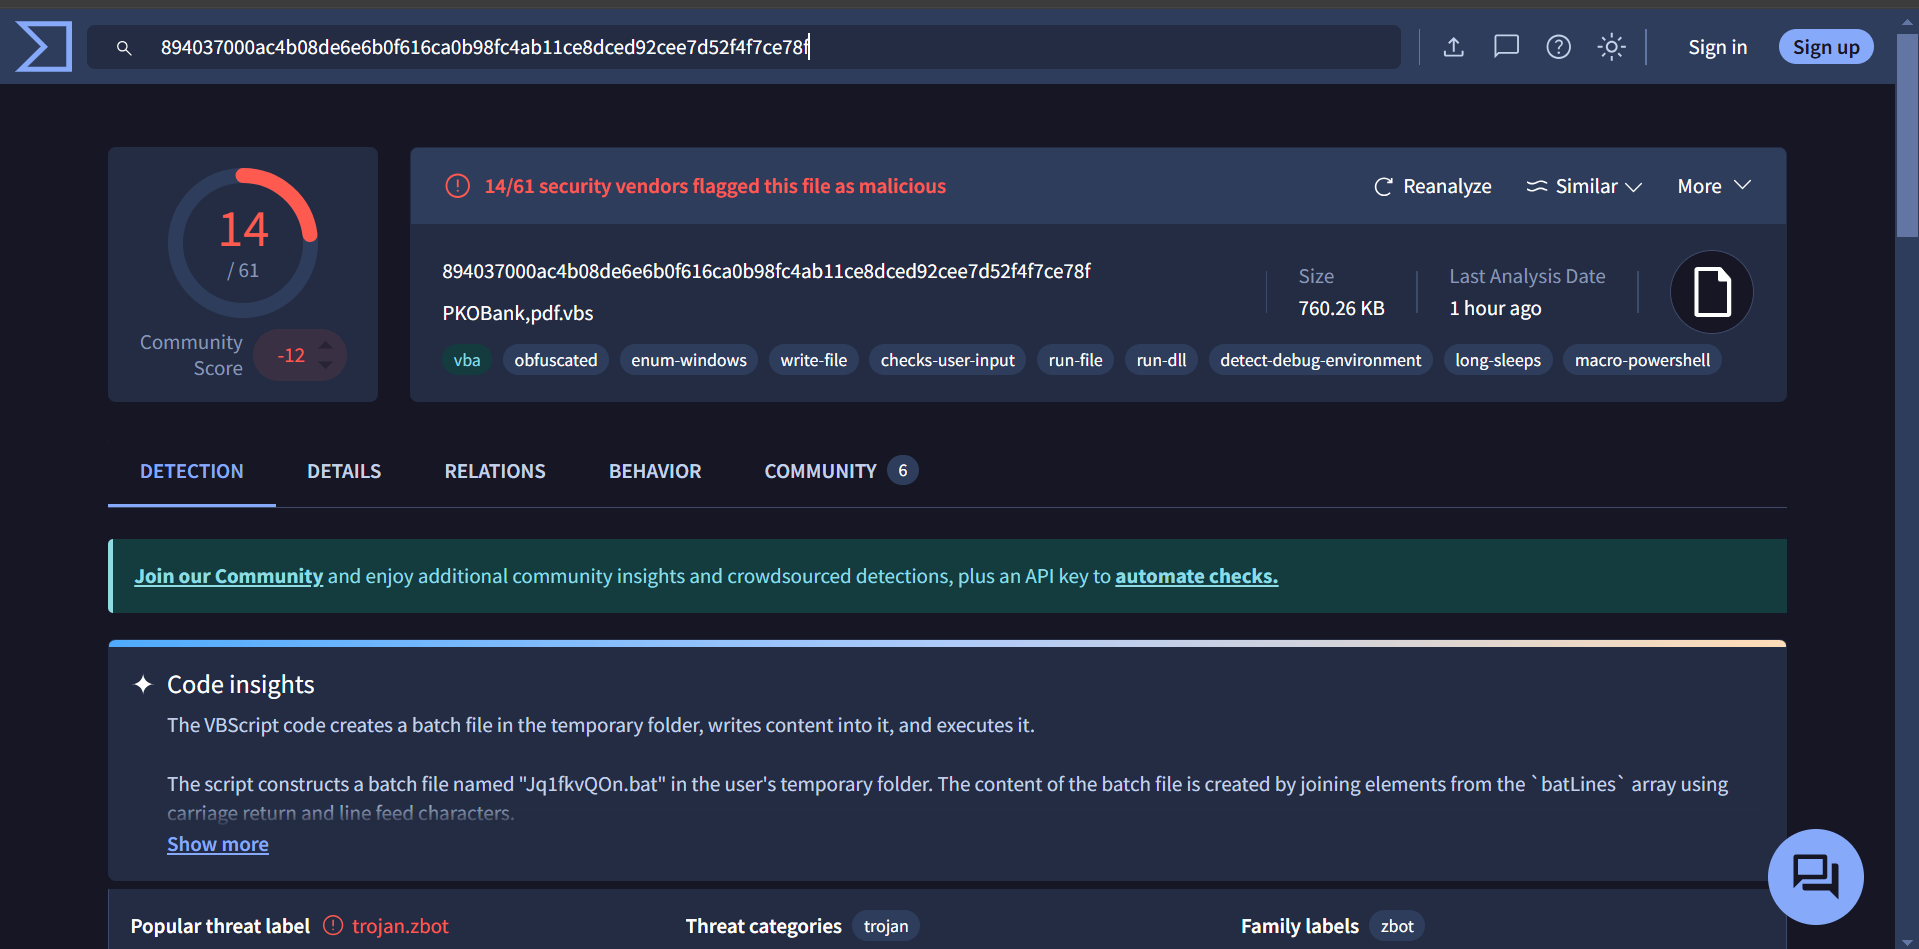 894037000ac4b08de6e6b0f616ca0b98fc4ab11ce8dced92cee7d52f4f7ce78f
Sign in
Sign up
14
/ 61
Community
Score
-12
14/61 security vendors flagged this file as malicious
Reanalyze
Similar
More
894037000ac4b08de6e6b0f616ca0b98fc4ab11ce8dced92cee7d52f4f7ce78f
PKOBank,pdf.vbs
Size
760.26 KB
Last Analysis Date
1 hour ago
vba obfuscated enum-windows write-file checks-user-input run-file run-dll detect-debug-environment long-sleeps macro-powershell
DETECTION DETAILS RELATIONS BEHAVIOR COMMUNITY 6
Join our Community and enjoy additional community insights and crowdsourced detections, plus an API key to automate checks.
Code insights
The VBScript code creates a batch file in the temporary folder, writes content into it, and executes it.
The script constructs a batch file named "Jq1fkvQOn.bat" in the user's temporary folder. The content of the batch file is created by joining elements from the `batLines` array using
carriage return and line feed characters.
Show more
Popular threat label trojan.zbot Threat categories trojan Family labels zbot